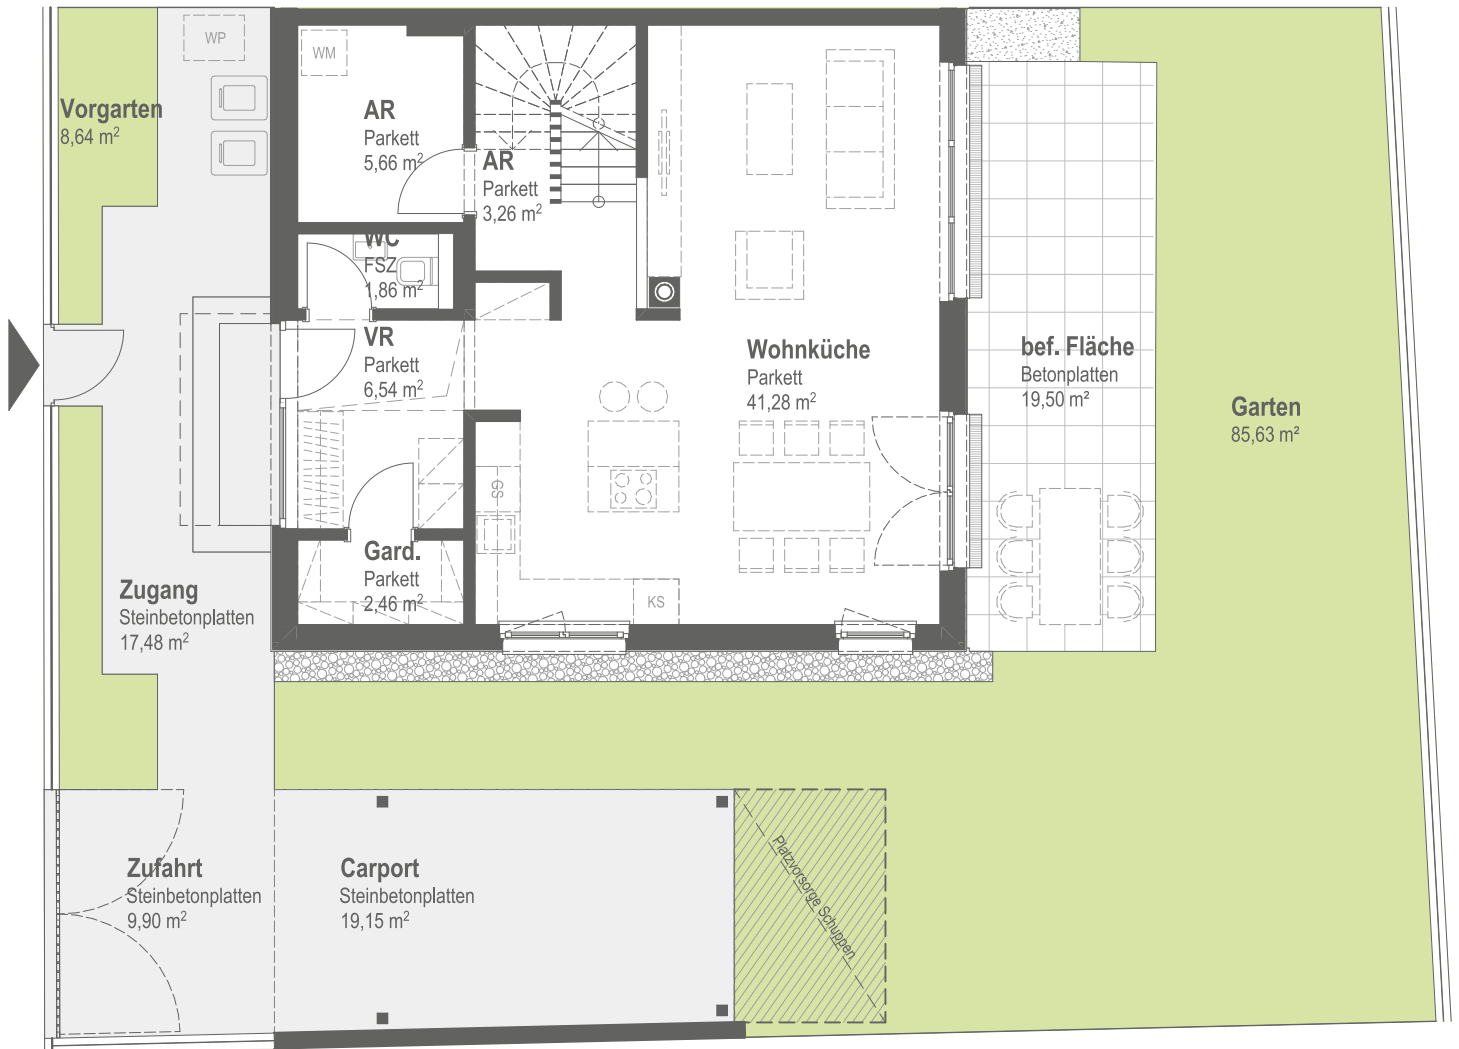 WP
WM
Vorgarten
8,64 m²
AR
Parkett
5,66 m²
AR
Parkett
3,26 m²
WC
FSZ
1,86 m²
VR
Parkett
6,54 m²
Wohnküche
Parkett
41,28 m²
bef. Fläche
Betonplatten
19,50 m²
Garten
85,63 m²
GS
Gard.
Parkett
2,46 m²
KS
Zugang
Steinbetonplatten
17,48 m²
Zufahrt
Steinbetonplatten
9,90 m²
Carport
Steinbetonplatten
19,15 m²
Platzvorsorge Schuppen